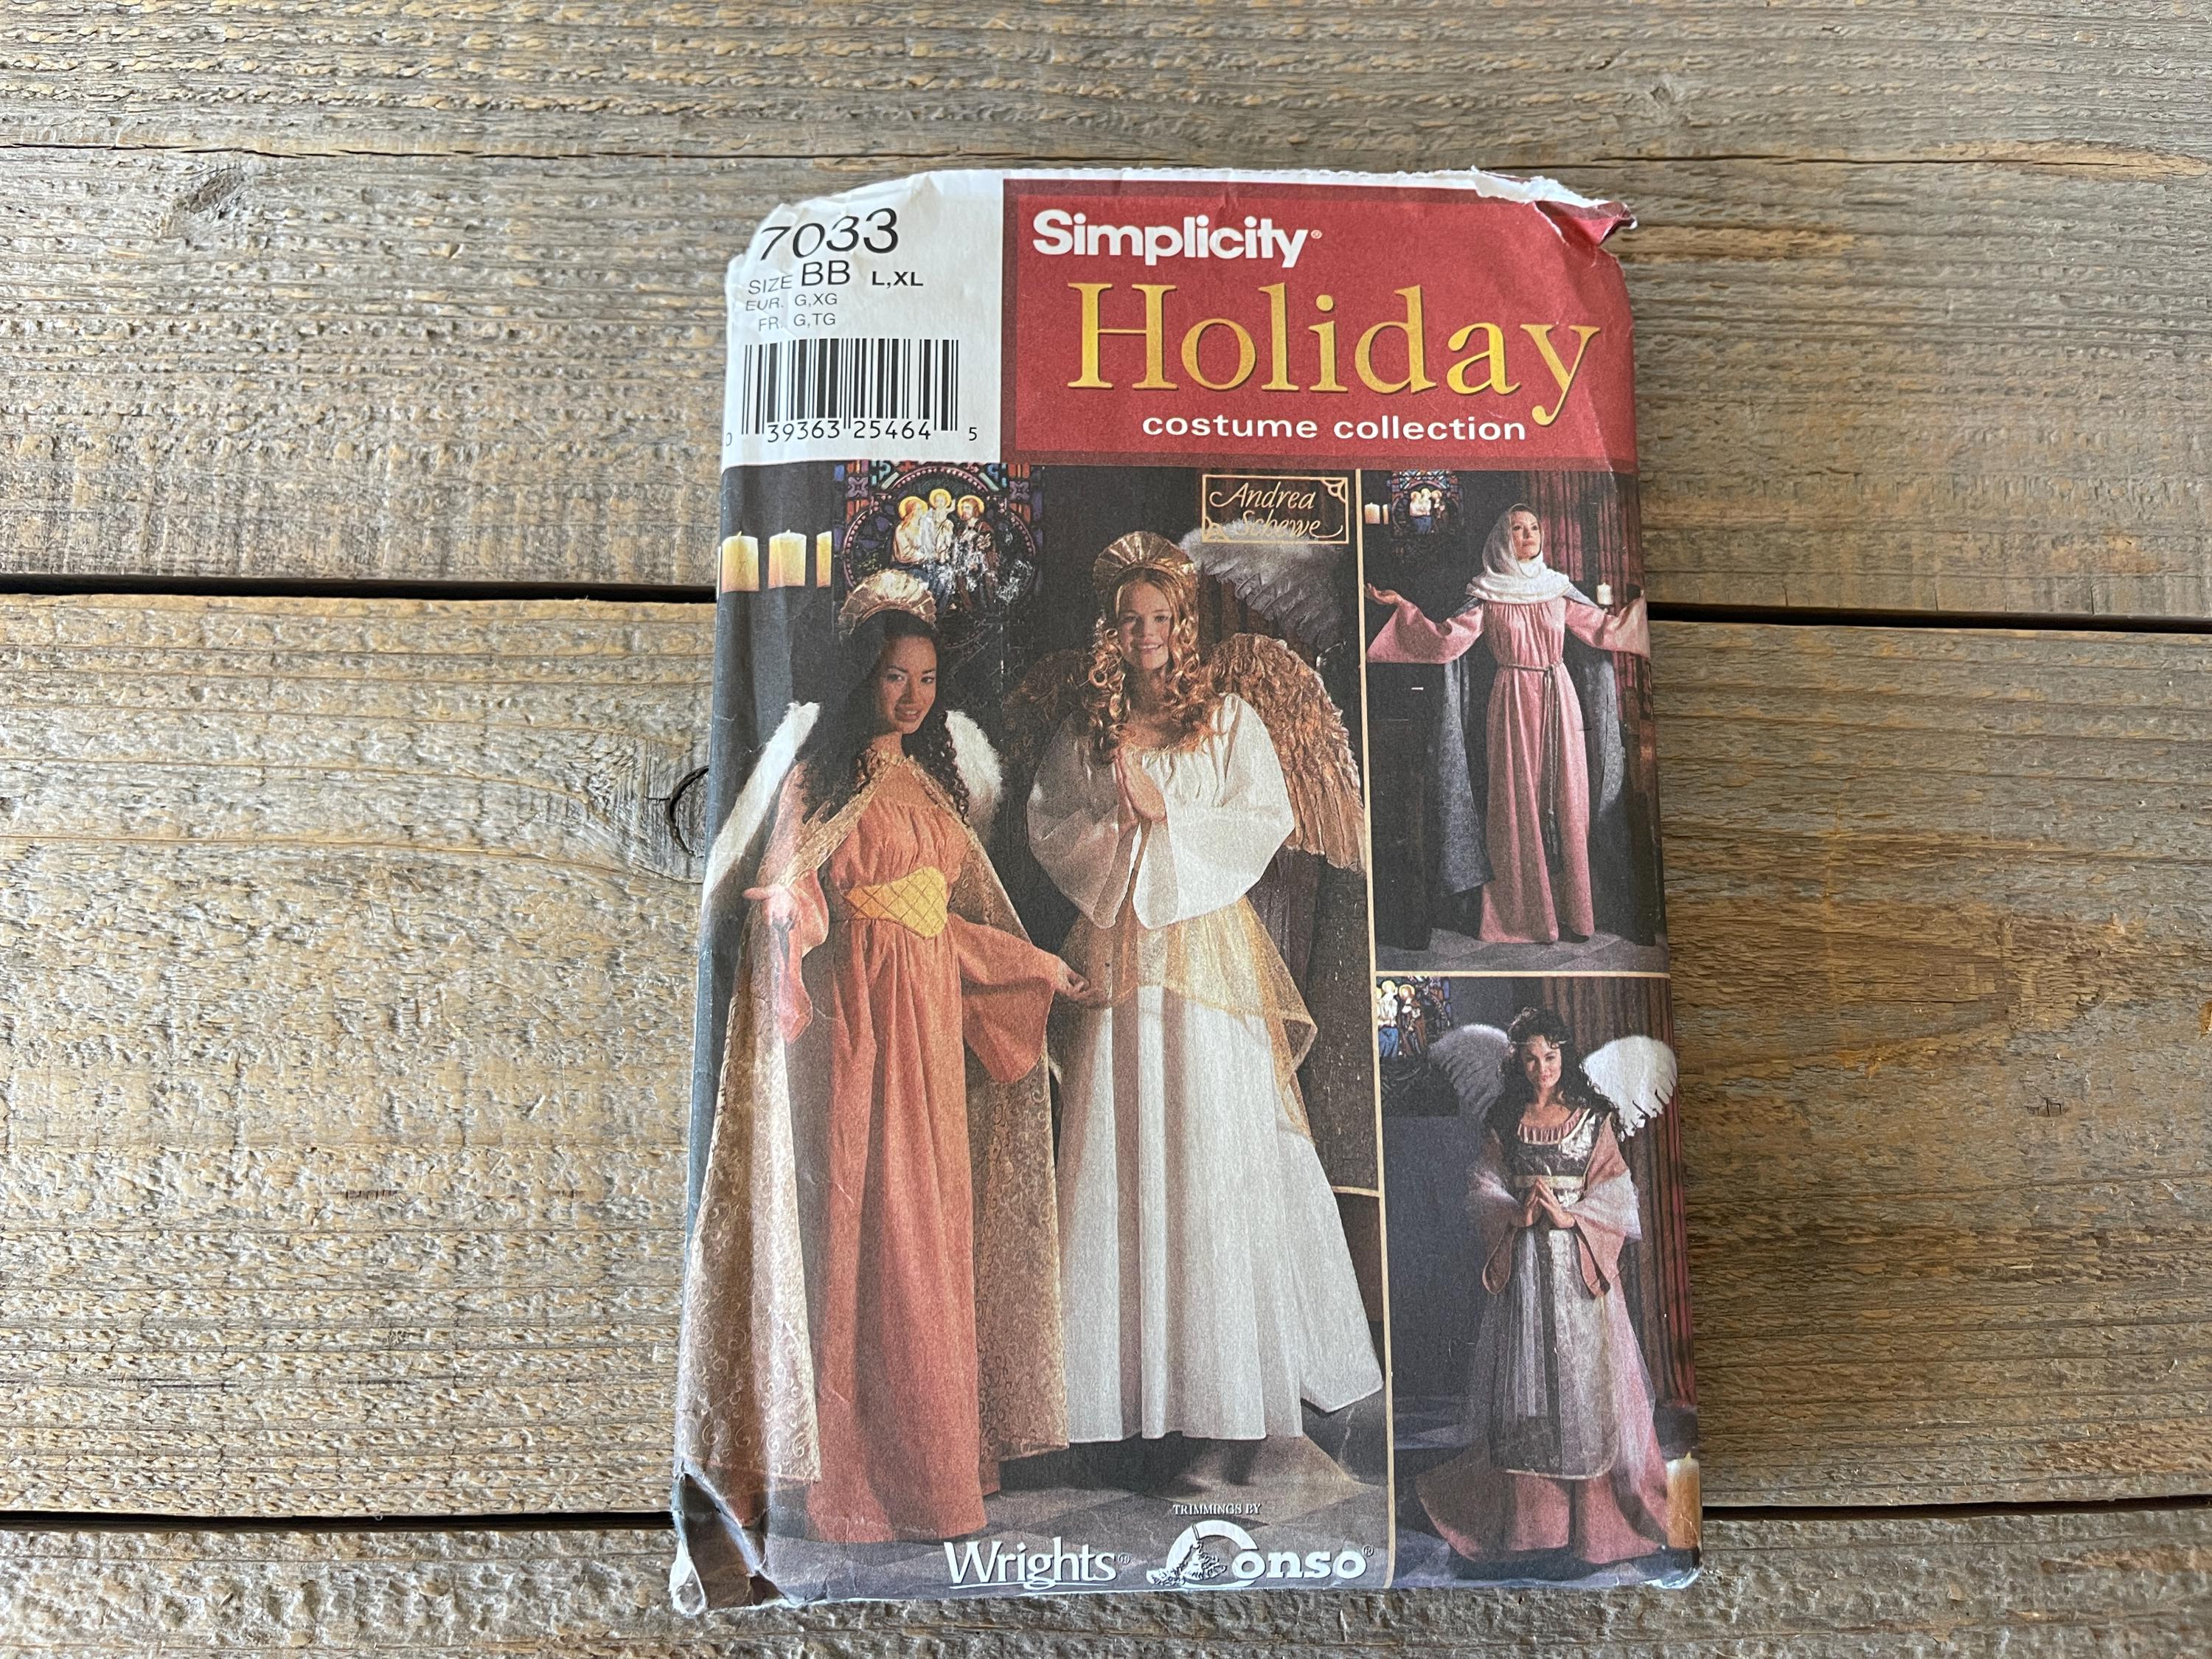 7033
SIZE BB L,XL
EUR. G,XG
FR. G,TG
0 39363 25464 5
Simplicity®
Holiday
costume collection
Andrea
Schewe
TRIMMINGS BY
Wrights® Conso®